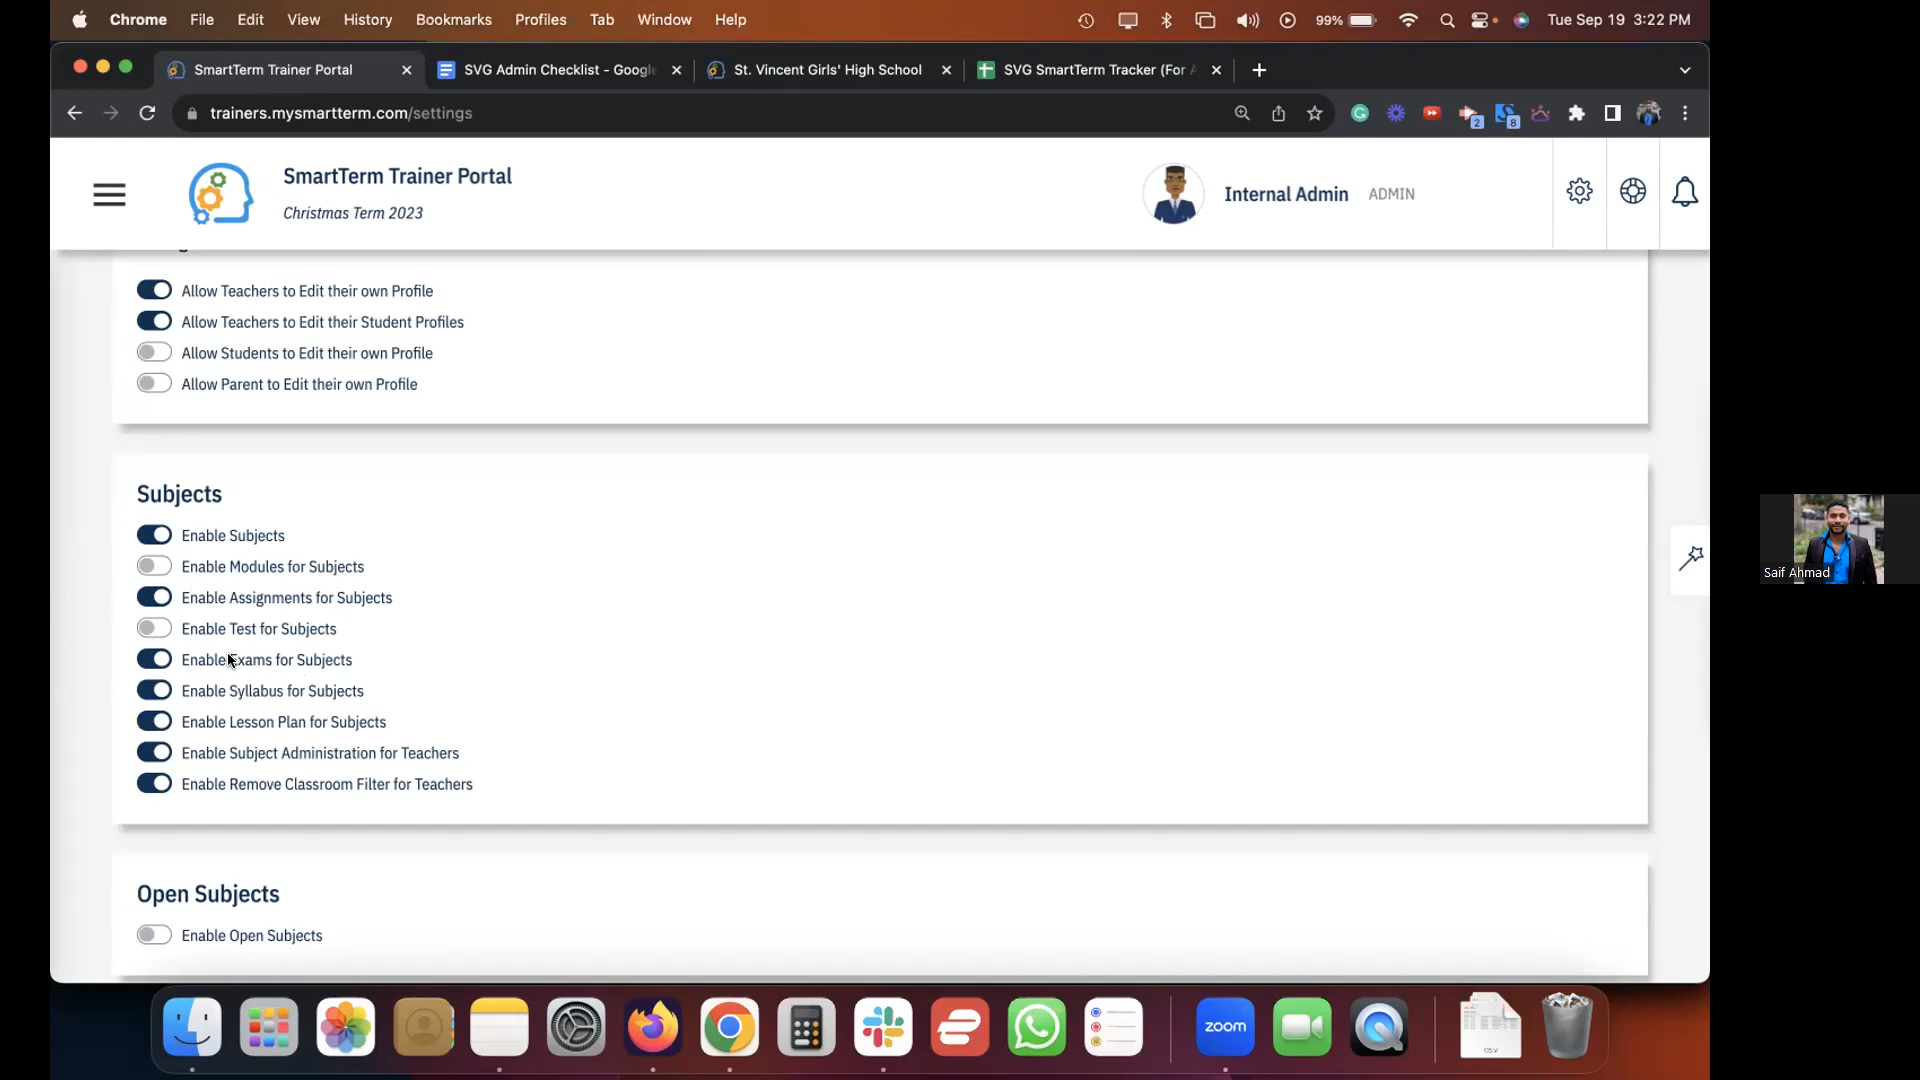 Chrome File Edit View History Bookmarks Profiles Tab Window Help 99% Tue Sep 19 3:22 PM
SmartTerm Trainer Portal SVG Admin Checklist - Google St. Vincent Girls' High School SVG SmartTerm Tracker (For
trainers.mysmartterm.com/settings 2 8
SmartTerm Trainer Portal
Christmas Term 2023
Internal Admin ADMIN
Allow Teachers to Edit their own Profile
Allow Teachers to Edit their Student Profiles
Allow Students to Edit their own Profile
Allow Parent to Edit their own Profile
Subjects
Enable Subjects
Enable Modules for Subjects
Enable Assignments for Subjects
Enable Test for Subjects
Enable Exams for Subjects
Enable Syllabus for Subjects
Enable Lesson Plan for Subjects
Enable Subject Administration for Teachers
Enable Remove Classroom Filter for Teachers
Open Subjects
Enable Open Subjects
Saif Ahmad
zoom
CSV